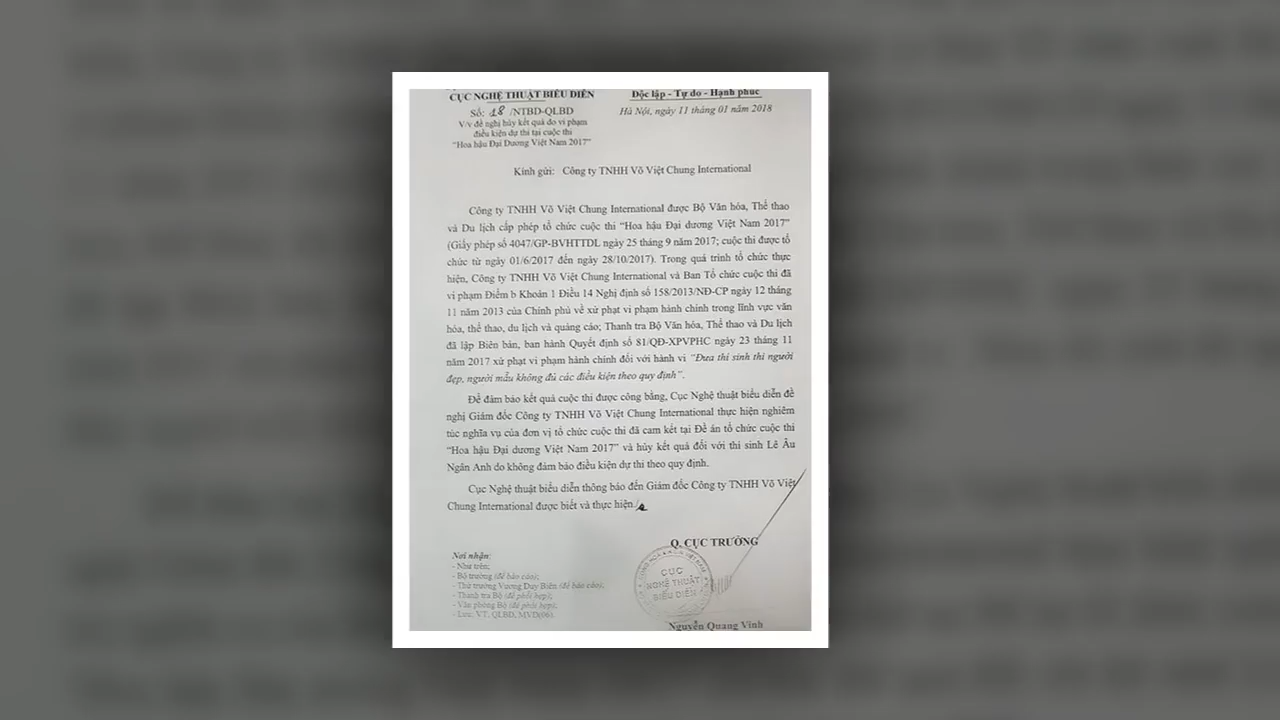 CỤC NGHỆ THUẬT BIỂU DIỄN
Độc lập - Tự do - Hạnh phúc
Số: 18 /NTBD-QLBD
Hà Nội, ngày 11 tháng 01 năm 2018
V/v đề nghị hủy kết quả do vi phạm
điều kiện dự thi tại cuộc thi
“Hoa hậu Đại Dương Việt Nam 2017”
Kính gửi: Công ty TNHH Võ Việt Chung International
Công ty TNHH Võ Việt Chung International được Bộ Văn hóa, Thể thao
và Du lịch cấp phép tổ chức cuộc thi “Hoa hậu Đại dương Việt Nam 2017”
(Giấy phép số 4047/GP-BVHTTDL ngày 25 tháng 9 năm 2017; cuộc thi được tổ
chức từ ngày 01/6/2017 đến ngày 28/10/2017). Trong quá trình tổ chức thực
hiện, Công ty TNHH Võ Việt Chung International và Ban Tổ chức cuộc thi đã
vi phạm Điểm b Khoản 1 Điều 14 Nghị định số 158/2013/NĐ-CP ngày 12 tháng
11 năm 2013 của Chính phủ về xử phạt vi phạm hành chính trong lĩnh vực văn
hóa, thể thao, du lịch và quảng cáo; Thanh tra Bộ Văn hóa, Thể thao và Du lịch
đã lập Biên bản, ban hành Quyết định số 81/QĐ-XPVPHC ngày 23 tháng 11
năm 2017 xử phạt vi phạm hành chính đối với hành vi “Đưa thí sinh thi người
đẹp, người mẫu không đủ các điều kiện theo quy định”.
Để đảm bảo kết quả cuộc thi được công bằng, Cục Nghệ thuật biểu diễn đề
nghị Giám đốc Công ty TNHH Võ Việt Chung International thực hiện nghiêm
túc nghĩa vụ của đơn vị tổ chức cuộc thi đã cam kết tại Đề án tổ chức cuộc thi
“Hoa hậu Đại dương Việt Nam 2017” và hủy kết quả đối với thí sinh Lê Âu
Ngân Anh do không đảm bảo điều kiện dự thi theo quy định.
Cục Nghệ thuật biểu diễn thông báo đến Giám đốc Công ty TNHH Võ Việt
Chung International được biết và thực hiện./.
Q. CỤC TRƯỞNG
Nơi nhận:
- Như trên;
- Bộ trưởng (để báo cáo);
- Thứ trưởng Vương Duy Biên (để báo cáo);
- Thanh tra Bộ (để phối hợp);
- Văn phòng Bộ (để phối hợp);
- Lưu: VT, QLBD, MVD(06).
CỤC
NGHỆ THUẬT
BIỂU DIỄN
Nguyễn Quang Vinh